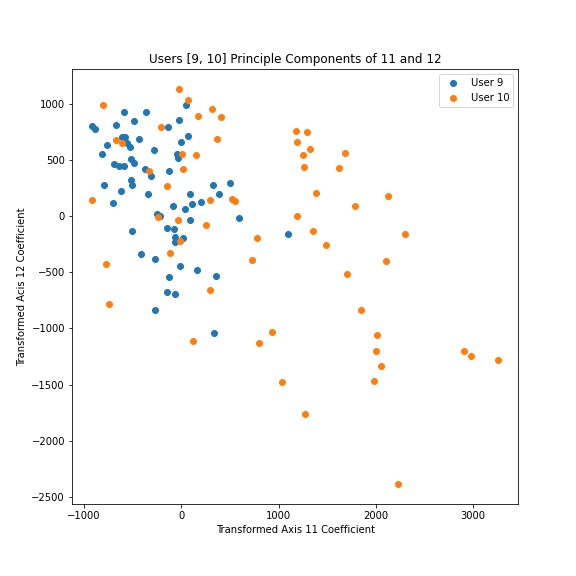 Users [9, 10] Principle Components of 11 and 12
User 9
User 10
1000
500
0
−500
−1000
−1500
−2000
−2500
Transformed Acis 12 Coefficient
−1000
0
1000
2000
3000
Transformed Axis 11 Coefficient